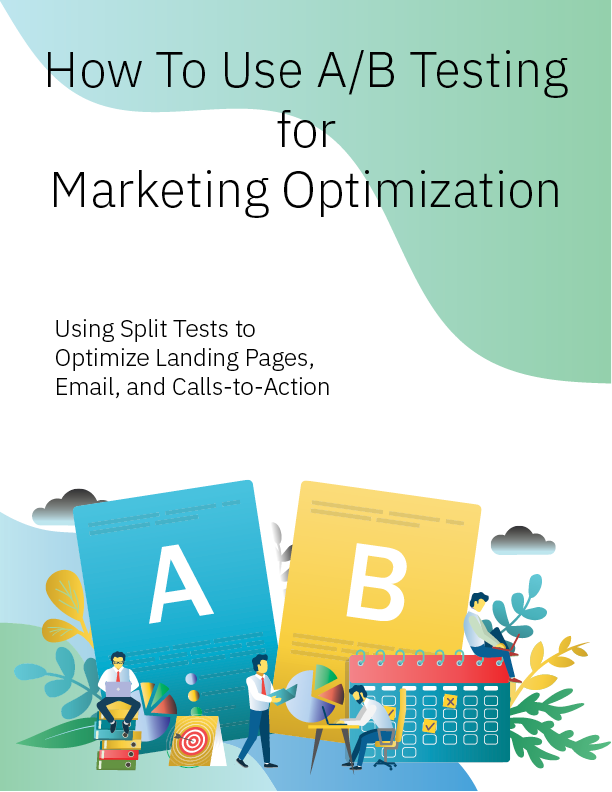 How To Use A/B Testing
for
Marketing Optimization
Using Split Tests to
Optimize Landing Pages,
Email, and Calls-to-Action
A
B